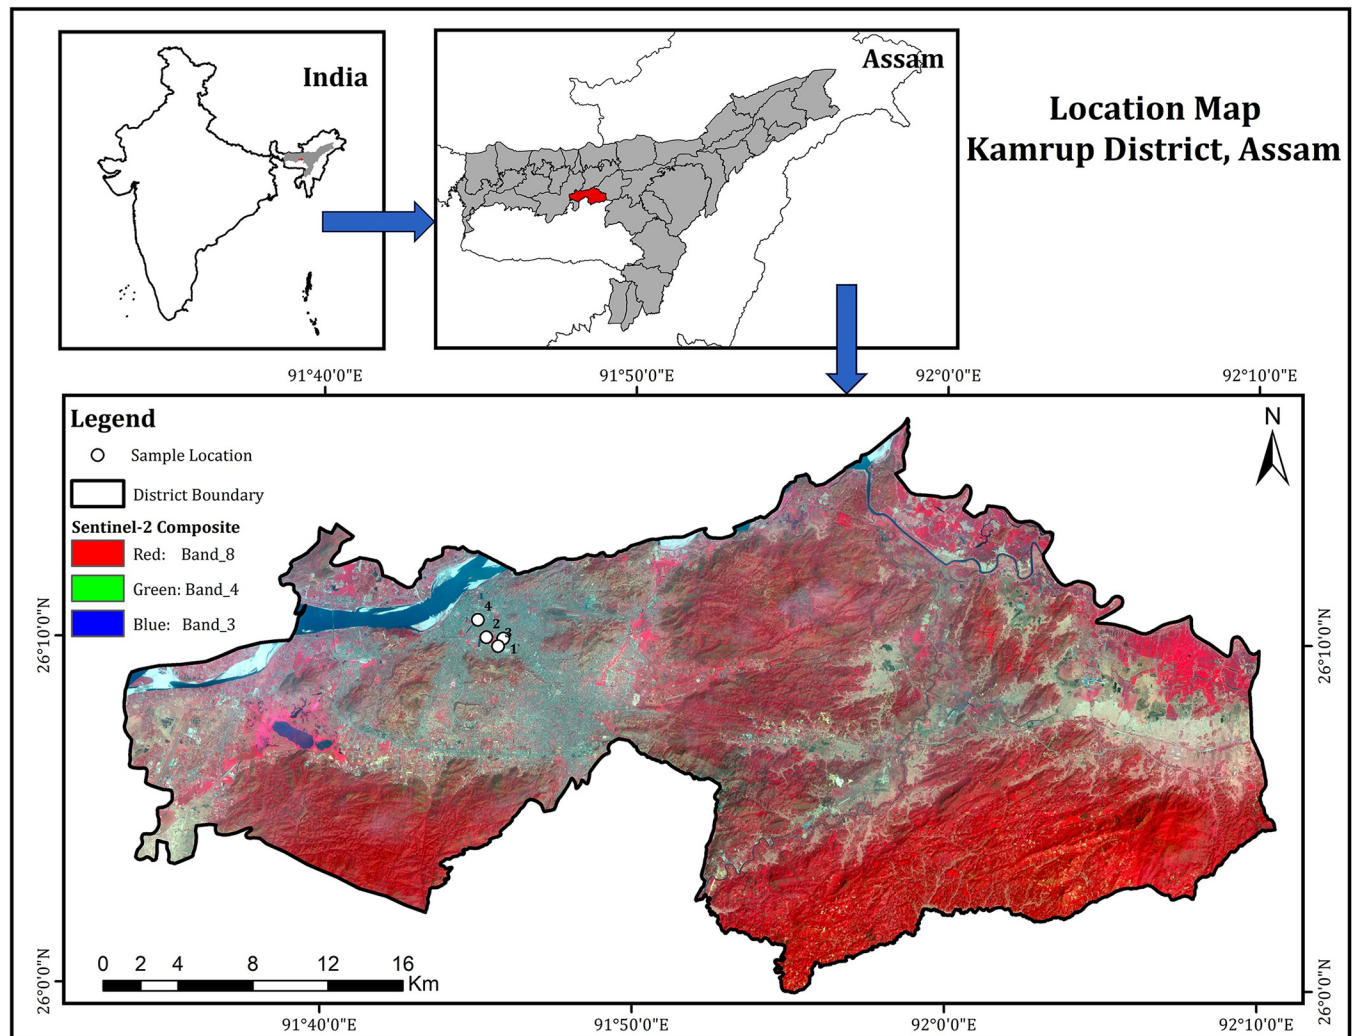 India
Assam
Location Map
Kamrup District, Assam
91°40'0"E
91°50'0"E
92°0'0"E
92°10'0"E
Legend
Sample Location
District Boundary
Sentinel-2 Composite
Red: Band_8
Green: Band_4
Blue: Band_3
N
4
2
3
1
26°10'0"N
26°10'0"N
0 2 4 8 12 16
Km
26°0'0"N
26°0'0"N
91°40'0"E
91°50'0"E
92°0'0"E
92°10'0"E